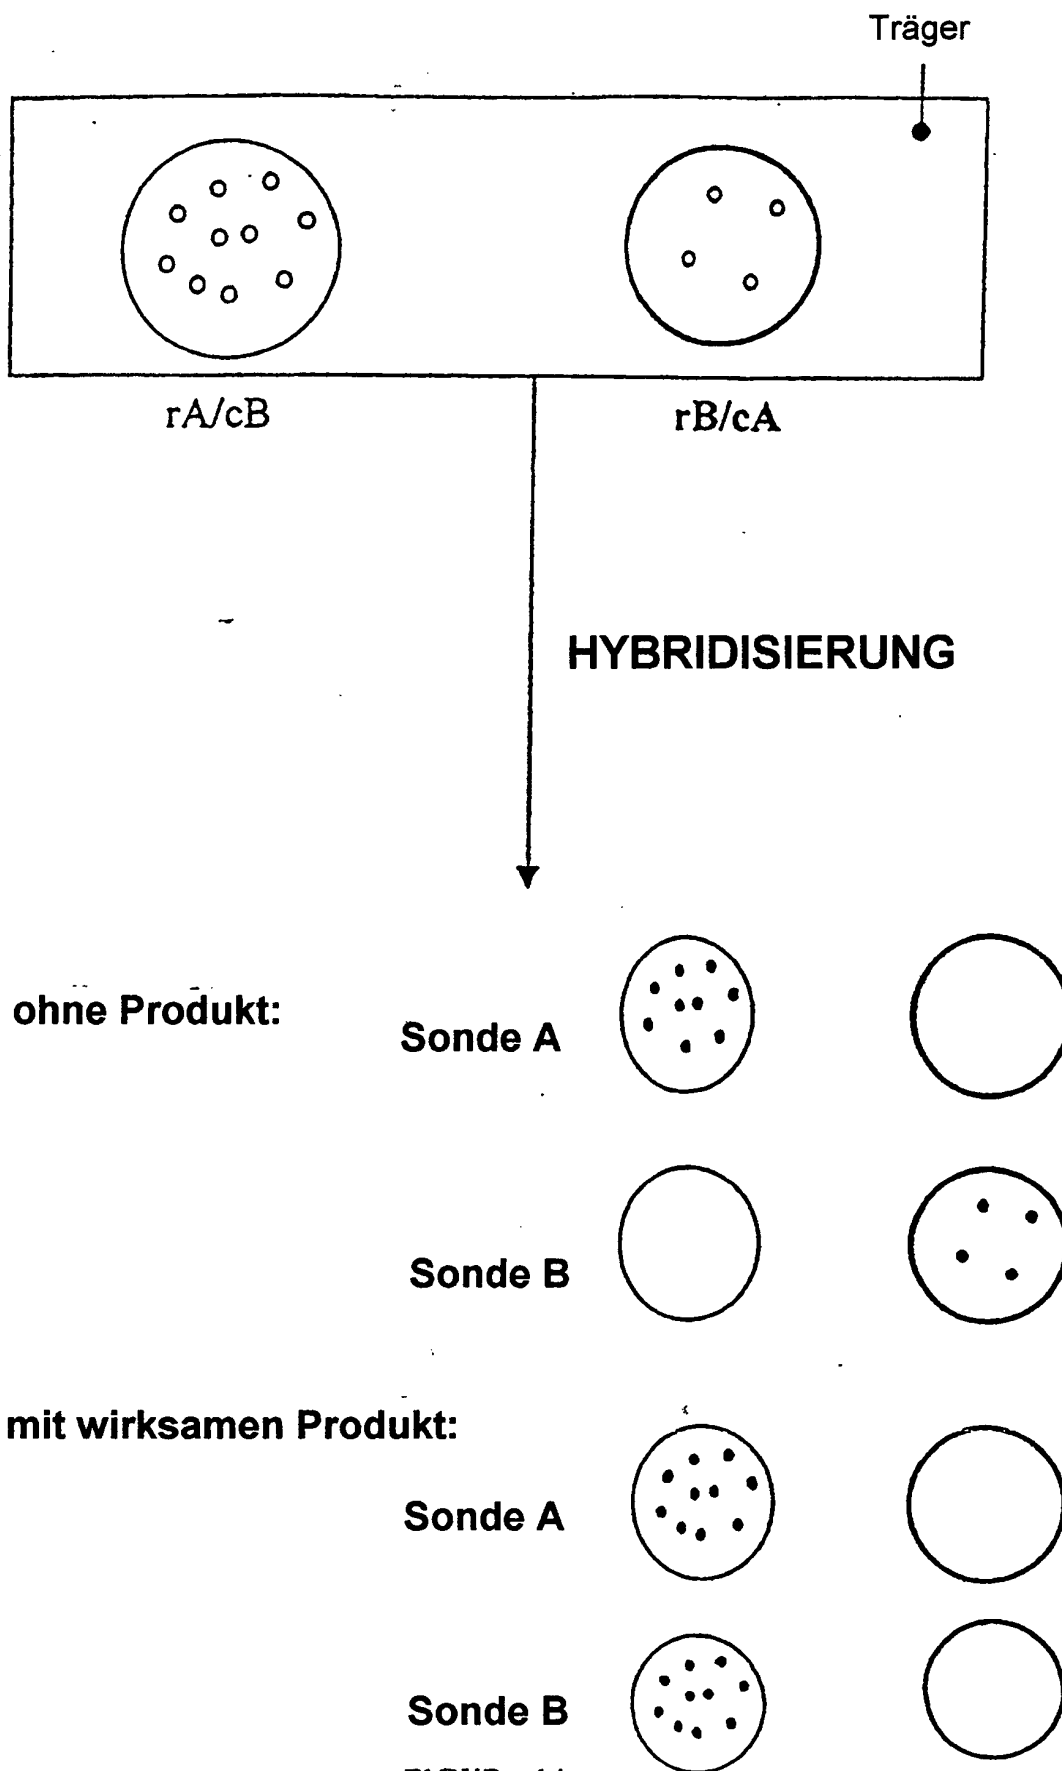 Träger
rA/cB
rB/cA
HYBRIDISIERUNG
ohne Produkt:
Sonde A
Sonde B
mit wirksamen Produkt:
Sonde A
Sonde B